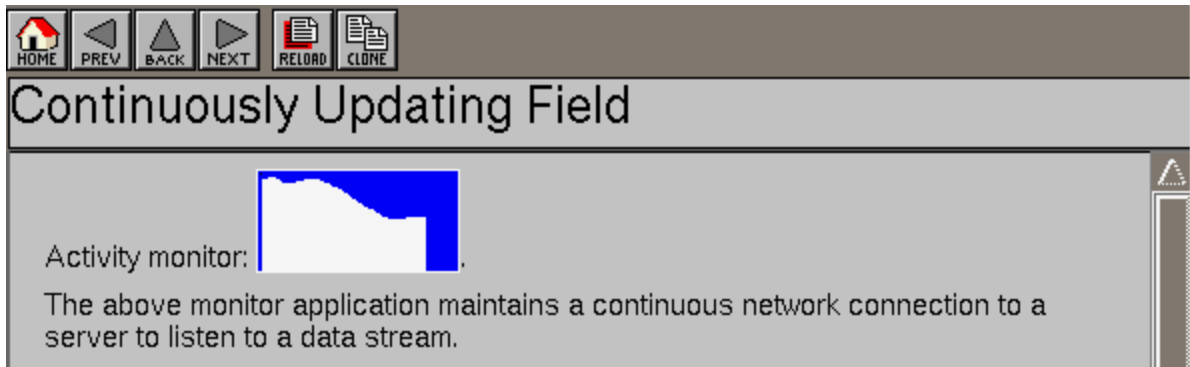 HOME PREV BACK NEXT RELOAD CLONE
Continuously Updating Field
Activity monitor: .
The above monitor application maintains a continuous network connection to a
server to listen to a data stream.